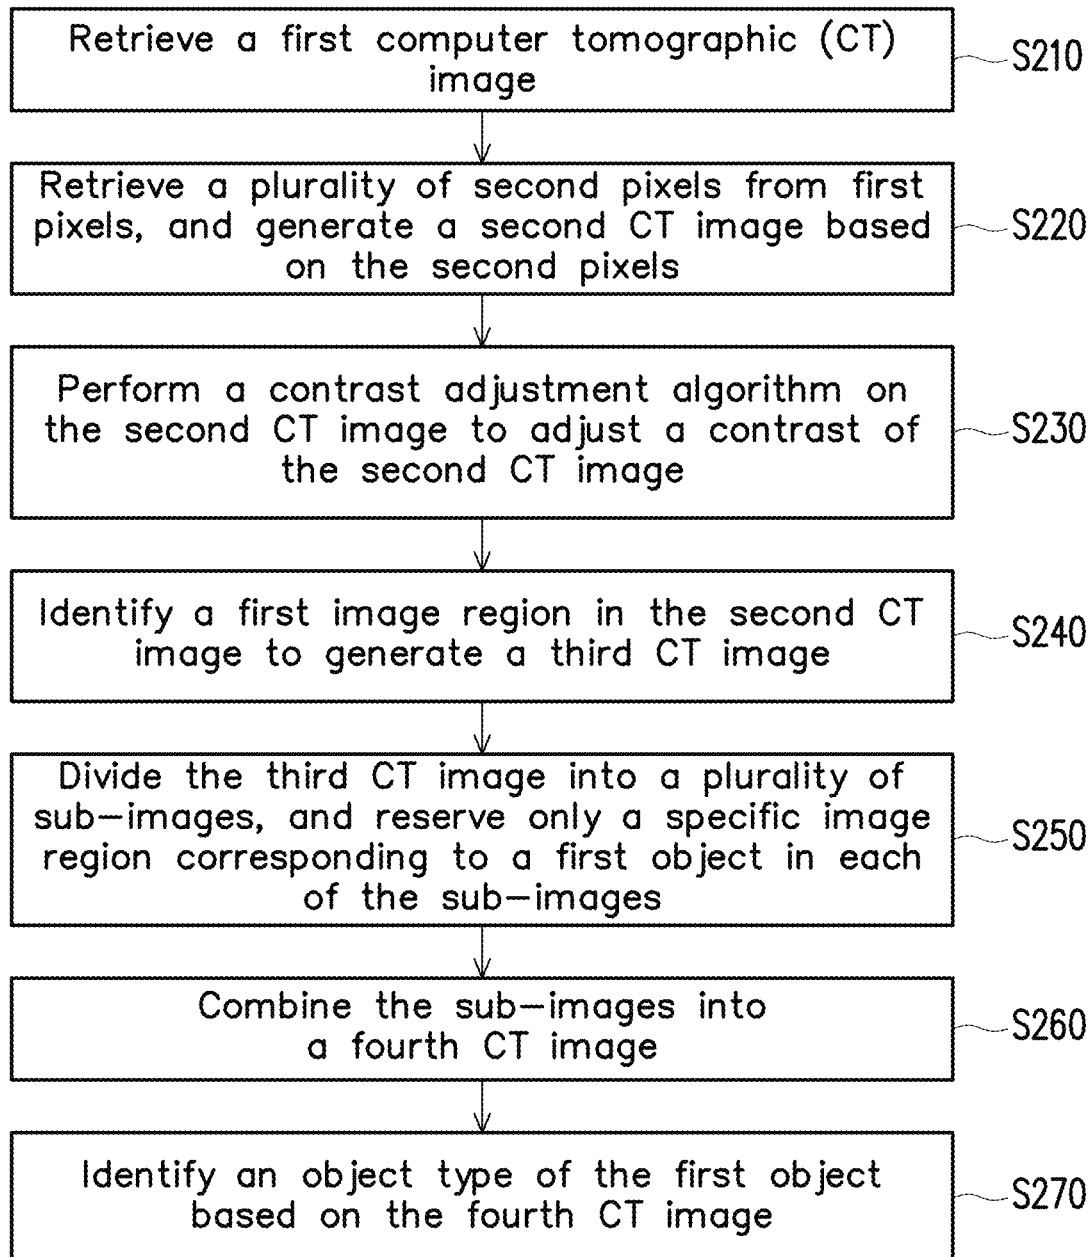 Retrieve a first computer tomographic (CT)
image
S210
Retrieve a plurality of second pixels from first
pixels, and generate a second CT image based
on the second pixels
S220
Perform a contrast adjustment algorithm on
the second CT image to adjust a contrast of
the second CT image
S230
Identify a first image region in the second CT
image to generate a third CT image
S240
Divide the third CT image into a plurality of
sub-images, and reserve only a specific image
region corresponding to a first object in each
of the sub-images
S250
Combine the sub-images into
a fourth CT image
S260
Identify an object type of the first object
based on the fourth CT image
S270